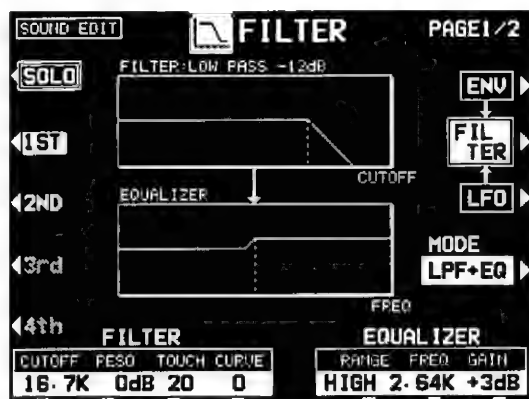 SOUND EDIT
FILTER
PAGE1/2
SOLO
FILTER:LOW PASS -12dB
ENV
1ST
FIL
TER
CUTOFF
2ND
EQUALIZER
LFO
3rd
MODE
LPF+EQ
FREQ
4th
FILTER
EQUALIZER
CUTOFF RESO TOUCH CURVE
RANGE FREQ GAIN
16.7K 0dB 20 0
HIGH 2.64K +3dB